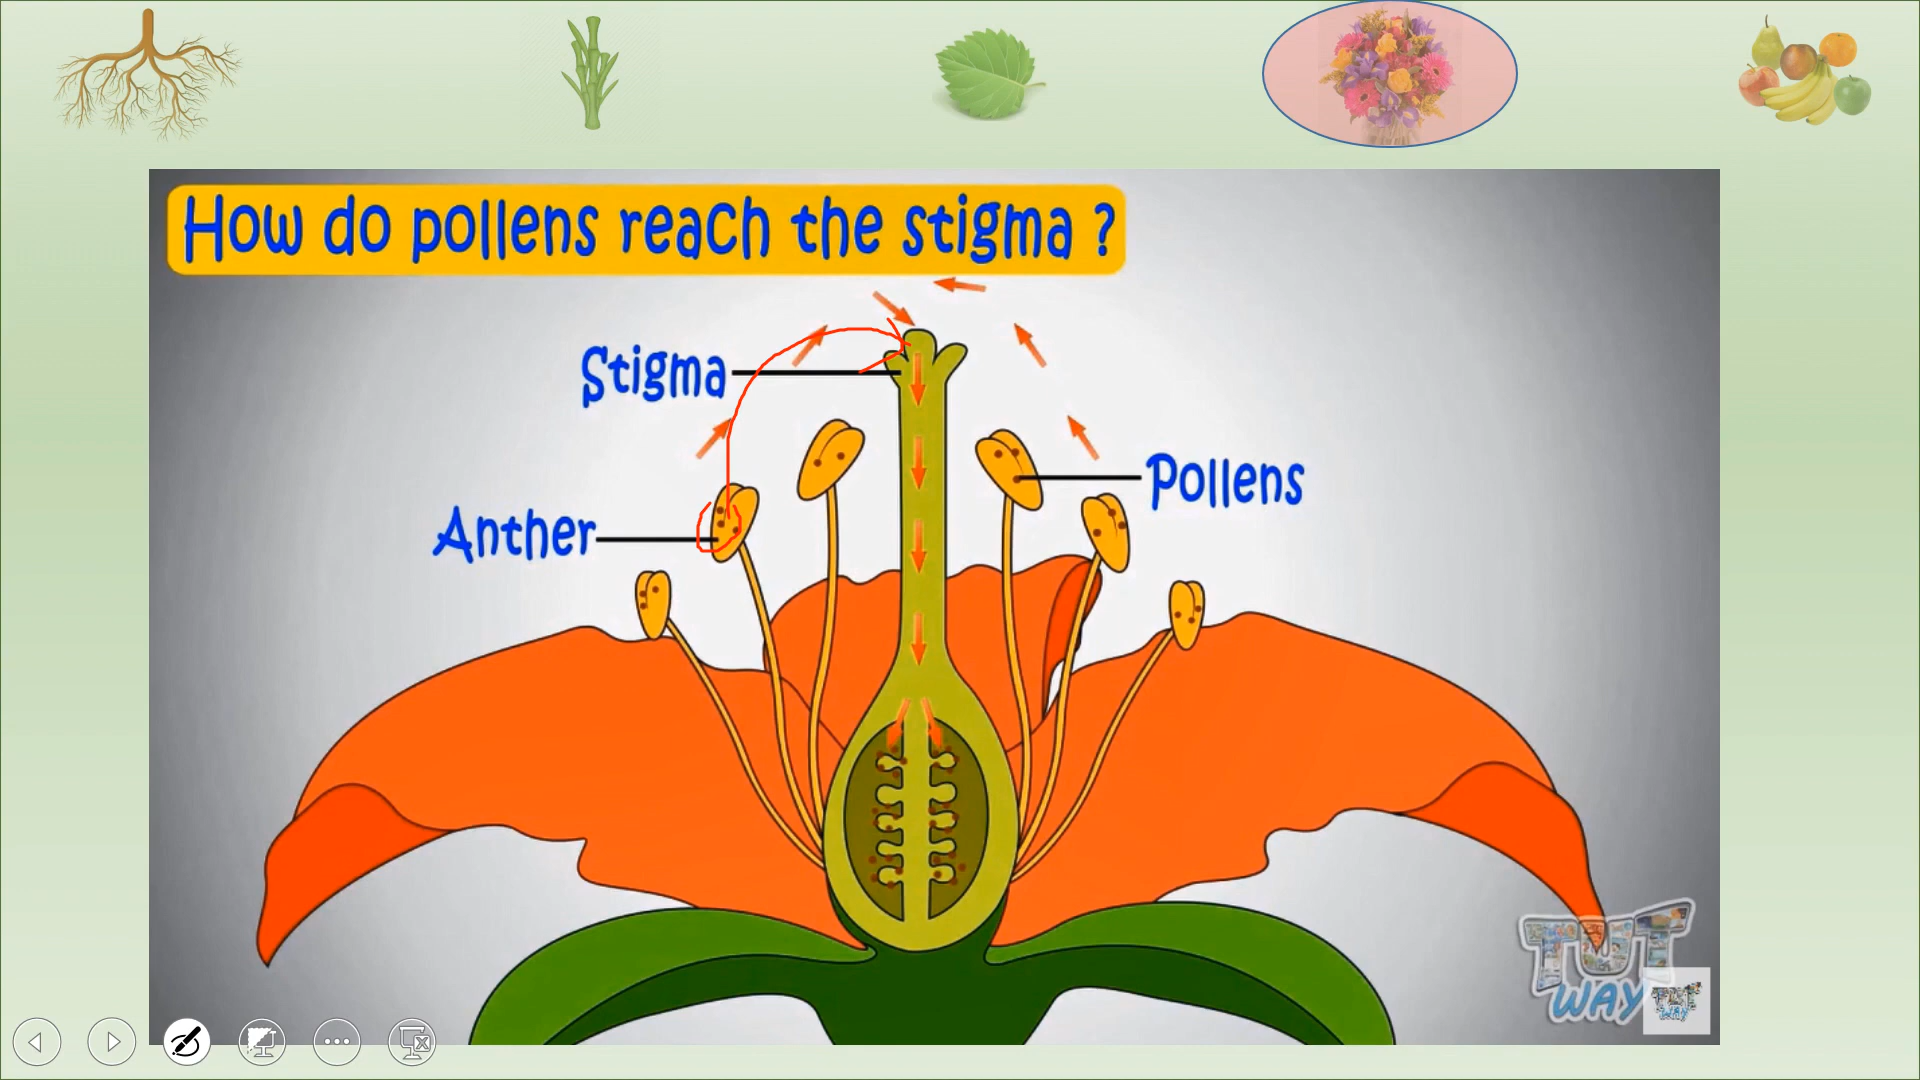 How do pollens reach the stigma ?
Stigma
Pollens
Anther
TUT
WAY